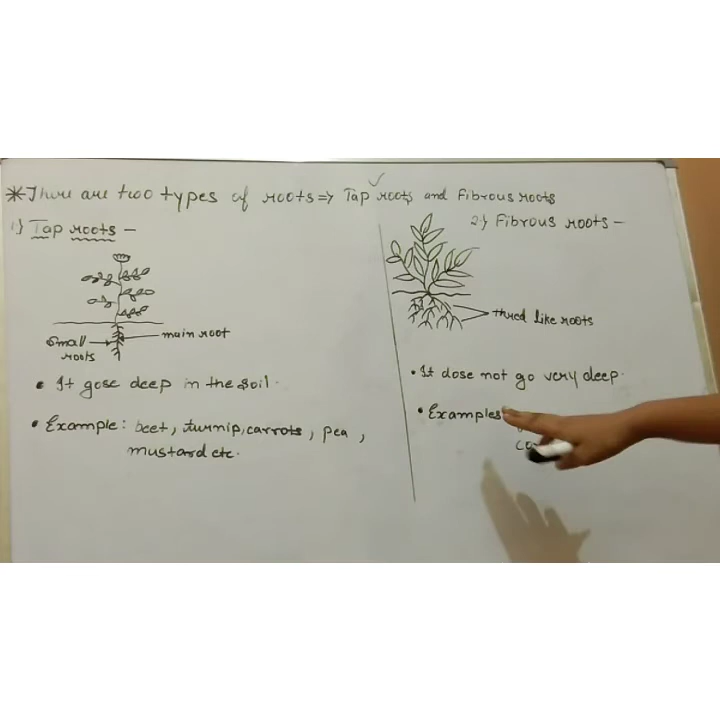 *There are two types of roots⇒ Tap roots and Fibrous roots
1) Tap roots -
main root
small roots
• It gose deep in the soil.
• Example: beet, turnip, carrots, pea,
mustard etc.
2) Fibrous roots -
thred like roots
• It dose not go very deep.
• Examples